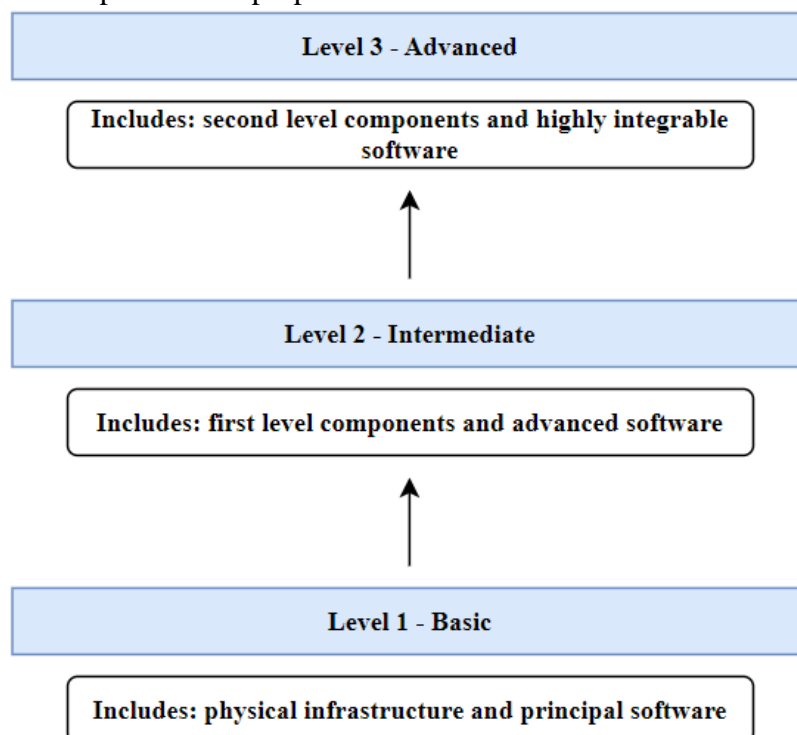 Level 3 - Advanced
Includes: second level components and highly integrable
software
Level 2 - Intermediate
Includes: first level components and advanced software
Level 1 - Basic
Includes: physical infrastructure and principal software